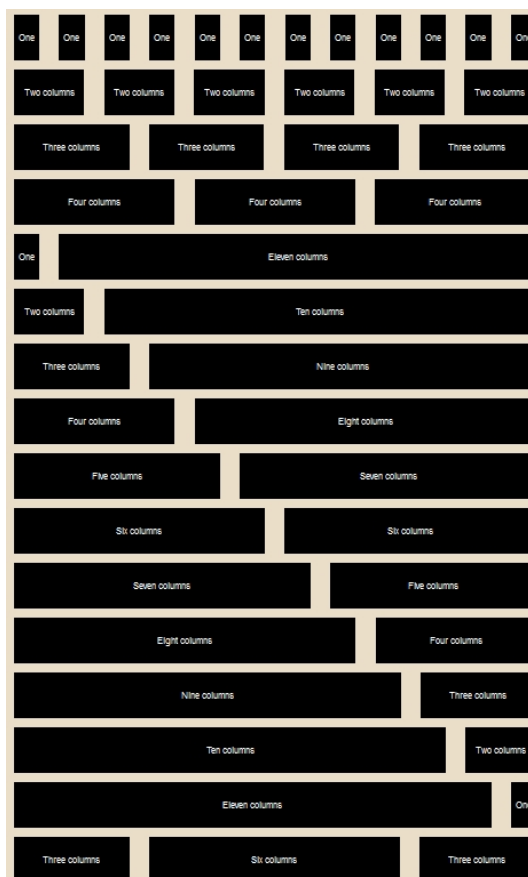 One One One One One One One One One One One One
Two columns Two columns Two columns Two columns Two columns Two columns
Three columns Three columns Three columns Three columns
Four columns Four columns Four columns
One Eleven columns
Two columns Ten columns
Three columns Nine columns
Four columns Eight columns
Five columns Seven columns
Six columns Six columns
Seven columns Five columns
Eight columns Four columns
Nine columns Three columns
Ten columns Two columns
Eleven columns One
Three columns Six columns Three columns